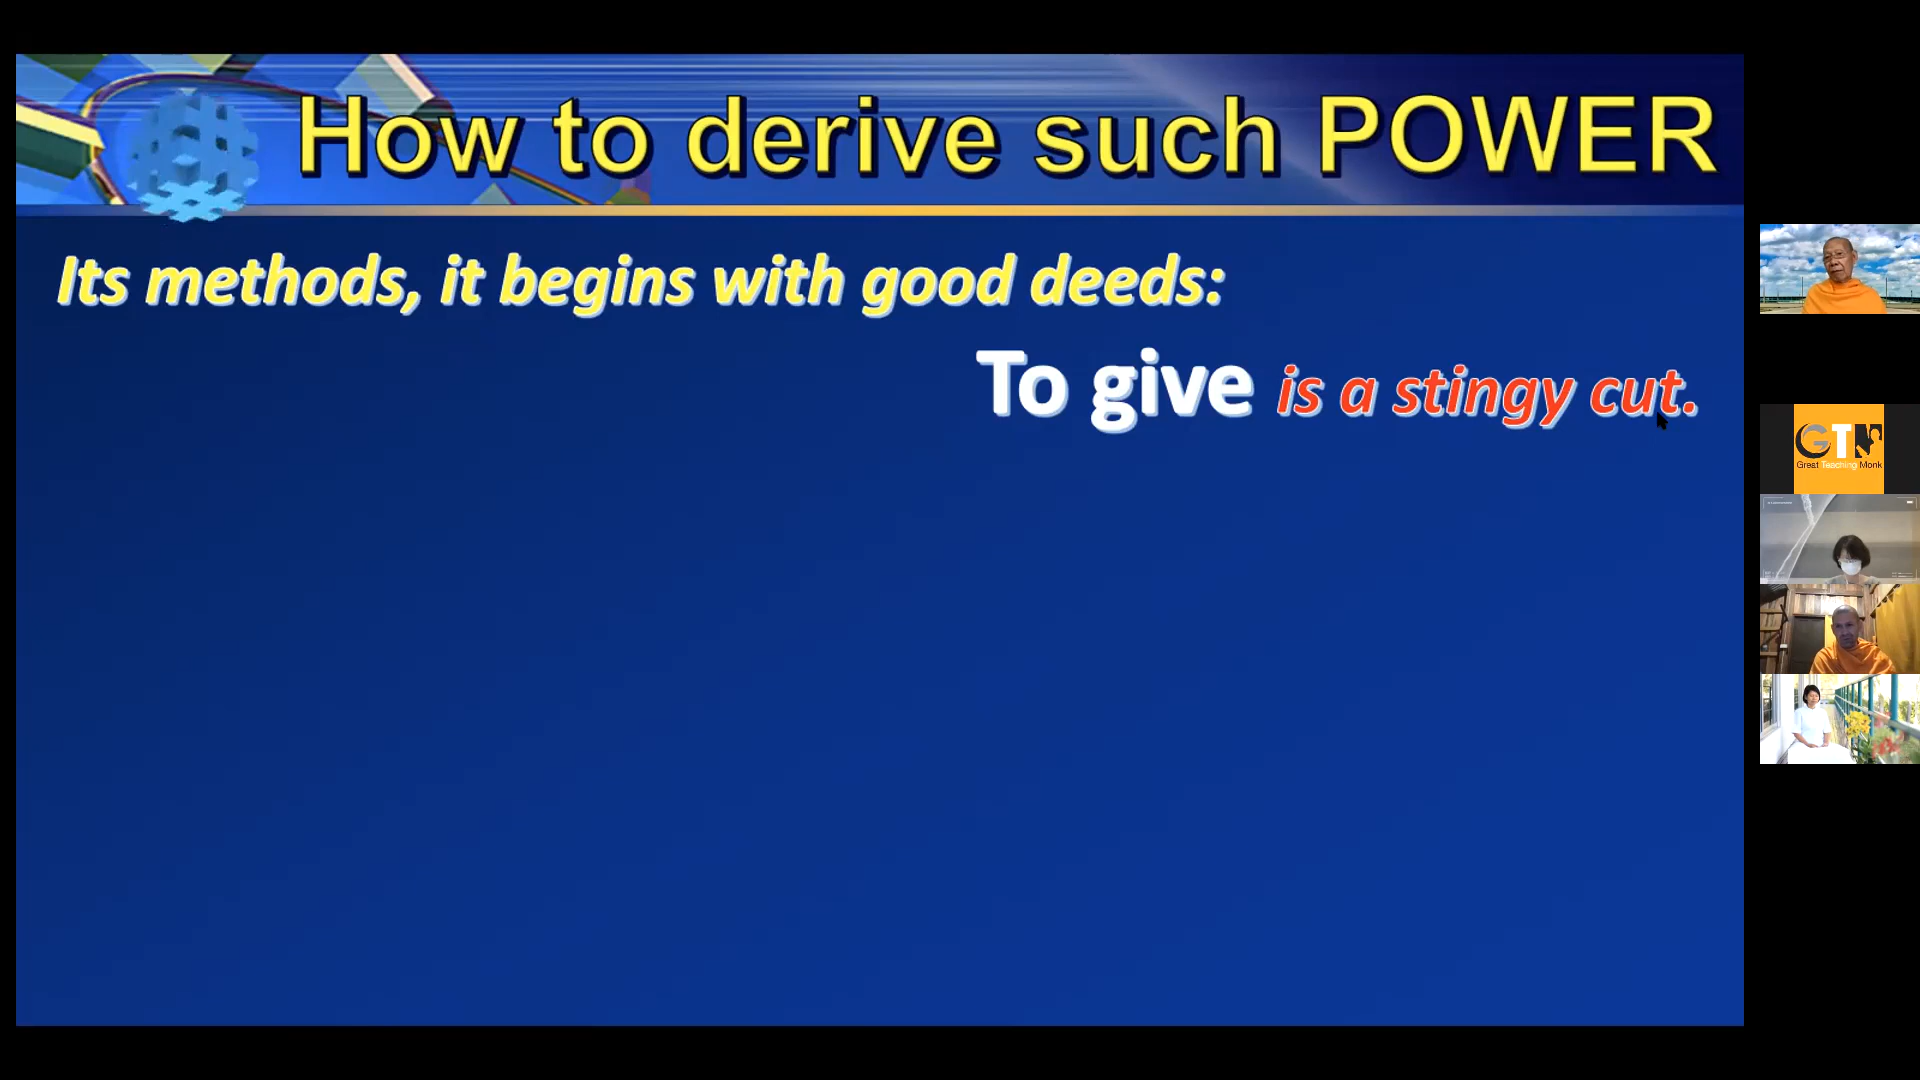 How to derive such POWER
Its methods, it begins with good deeds:
To give is a stingy cut.
GTM
Great Teaching Monk